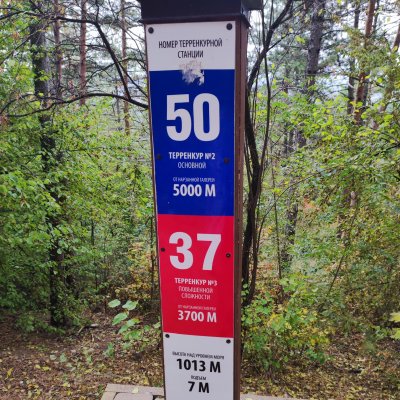 НОМЕР ТЕРРЕНКУРНОЙ
СТАНЦИИ
50
ТЕРРЕНКУР №2
ОСНОВНОЙ
ОТ НАРЗАННОЙ ГАЛЕРЕИ
5000 М
37
ТЕРРЕНКУР №3
ПОВЫШЕННОЙ
СЛОЖНОСТИ
ОТ НАРЗАННОЙ ГАЛЕРЕИ
3700 М
ВЫСОТА НАД УРОВНЕМ МОРЯ
1013 М
ПОДЪЕМ
7 М